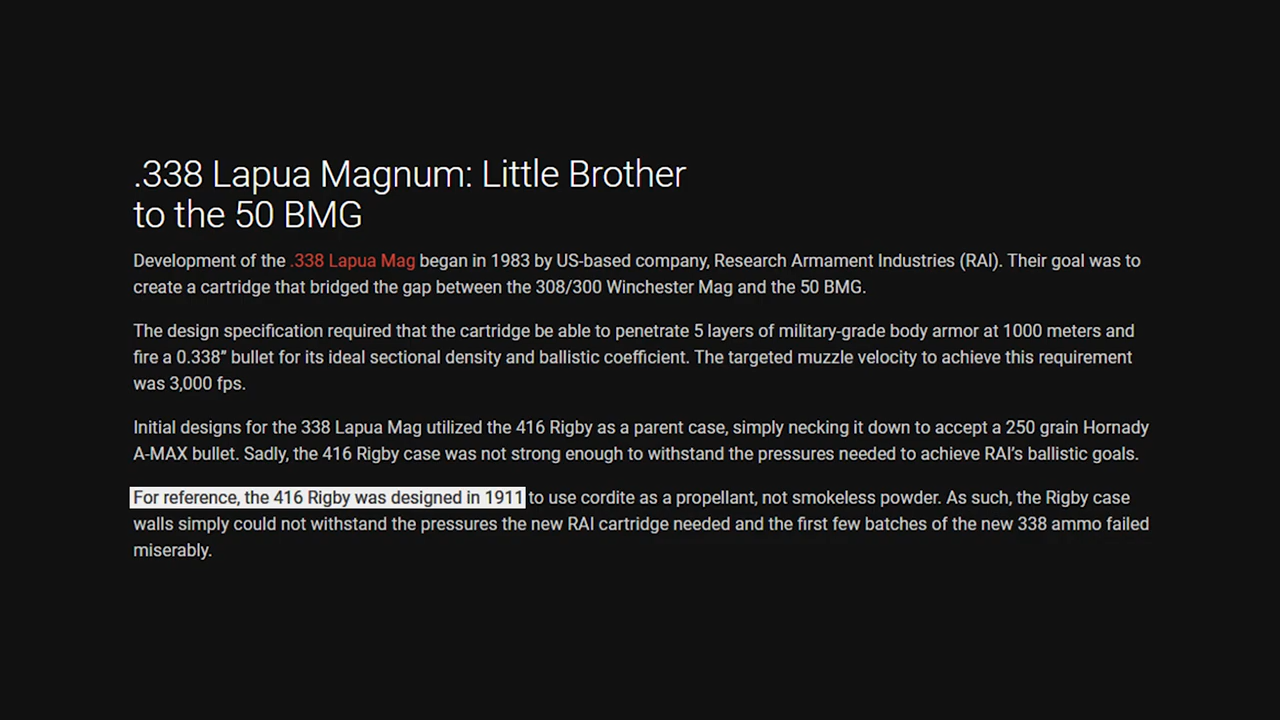 .338 Lapua Magnum: Little Brother
to the 50 BMG
Development of the .338 Lapua Mag began in 1983 by US-based company, Research Armament Industries (RAI). Their goal was to
create a cartridge that bridged the gap between the 308/300 Winchester Mag and the 50 BMG.
The design specification required that the cartridge be able to penetrate 5 layers of military-grade body armor at 1000 meters and
fire a 0.338” bullet for its ideal sectional density and ballistic coefficient. The targeted muzzle velocity to achieve this requirement
was 3,000 fps.
Initial designs for the 338 Lapua Mag utilized the 416 Rigby as a parent case, simply necking it down to accept a 250 grain Hornady
A-MAX bullet. Sadly, the 416 Rigby case was not strong enough to withstand the pressures needed to achieve RAI’s ballistic goals.
For reference, the 416 Rigby was designed in 1911 to use cordite as a propellant, not smokeless powder. As such, the Rigby case
walls simply could not withstand the pressures the new RAI cartridge needed and the first few batches of the new 338 ammo failed
miserably.